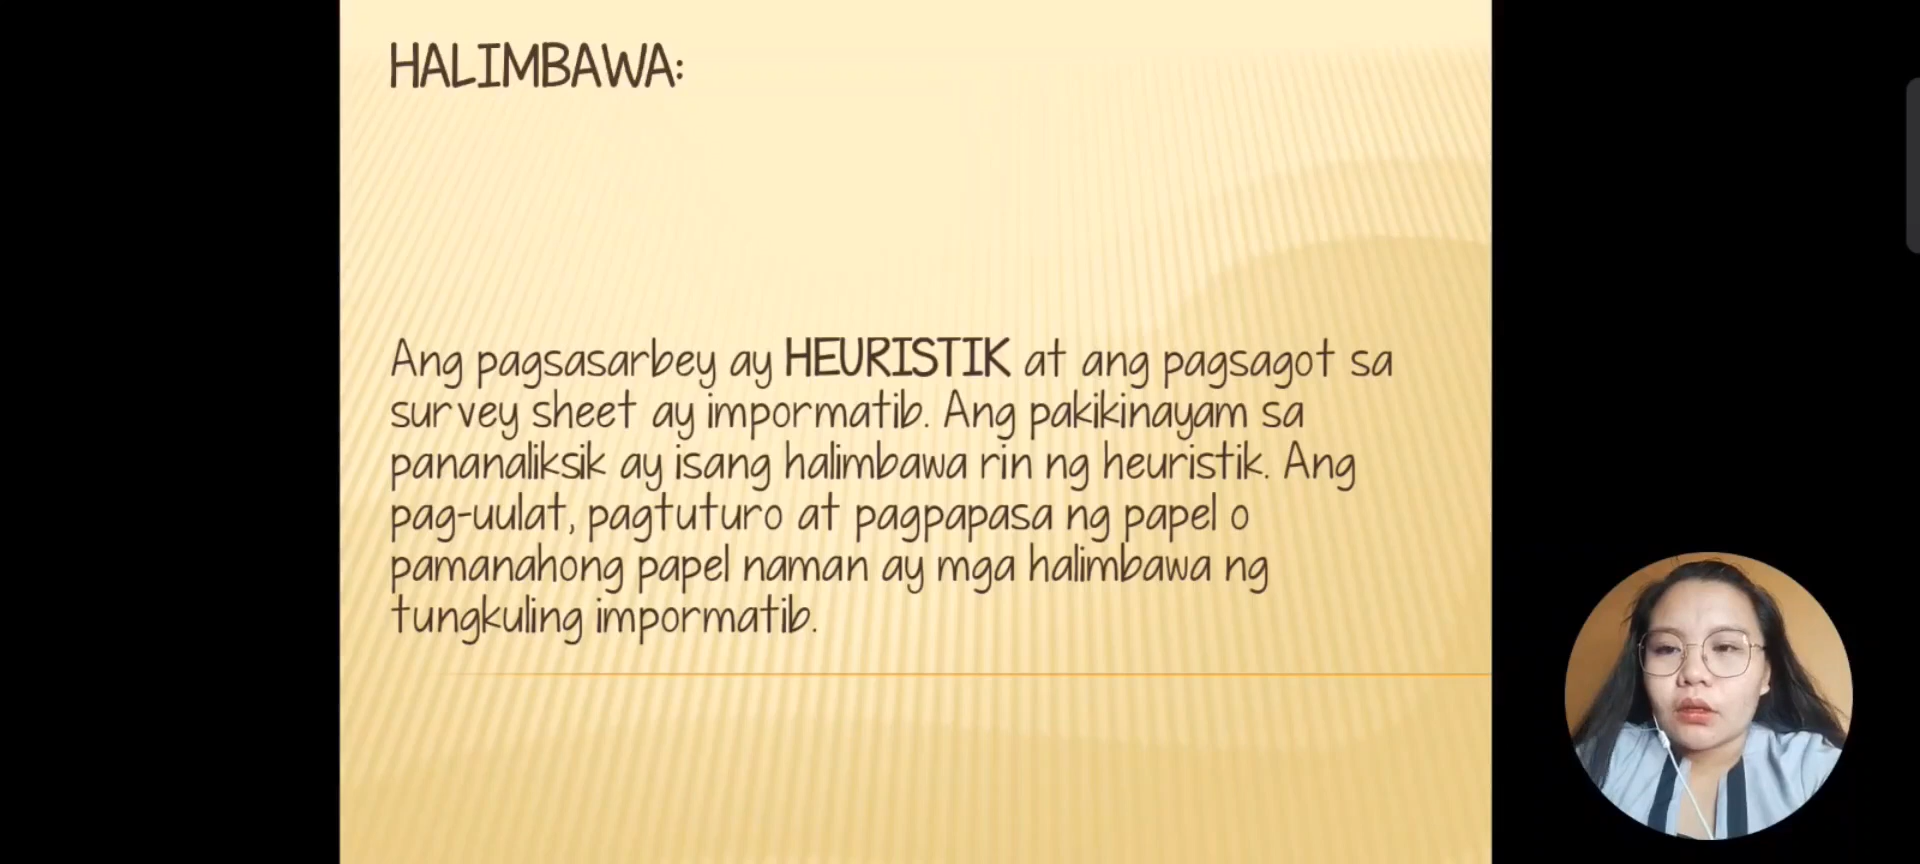 HALIMBAWA:
Ang pagsasarbey ay HEURISTIK at ang pagsagot sa
survey sheet ay impormatib. Ang pakikinayam sa
pananaliksik ay isang halimbawa rin ng heuristik. Ang
pag-uulat, pagtuturo at pagpapasa ng papel o
pamanahong papel naman ay mga halimbawa ng
tungkuling impormatib.